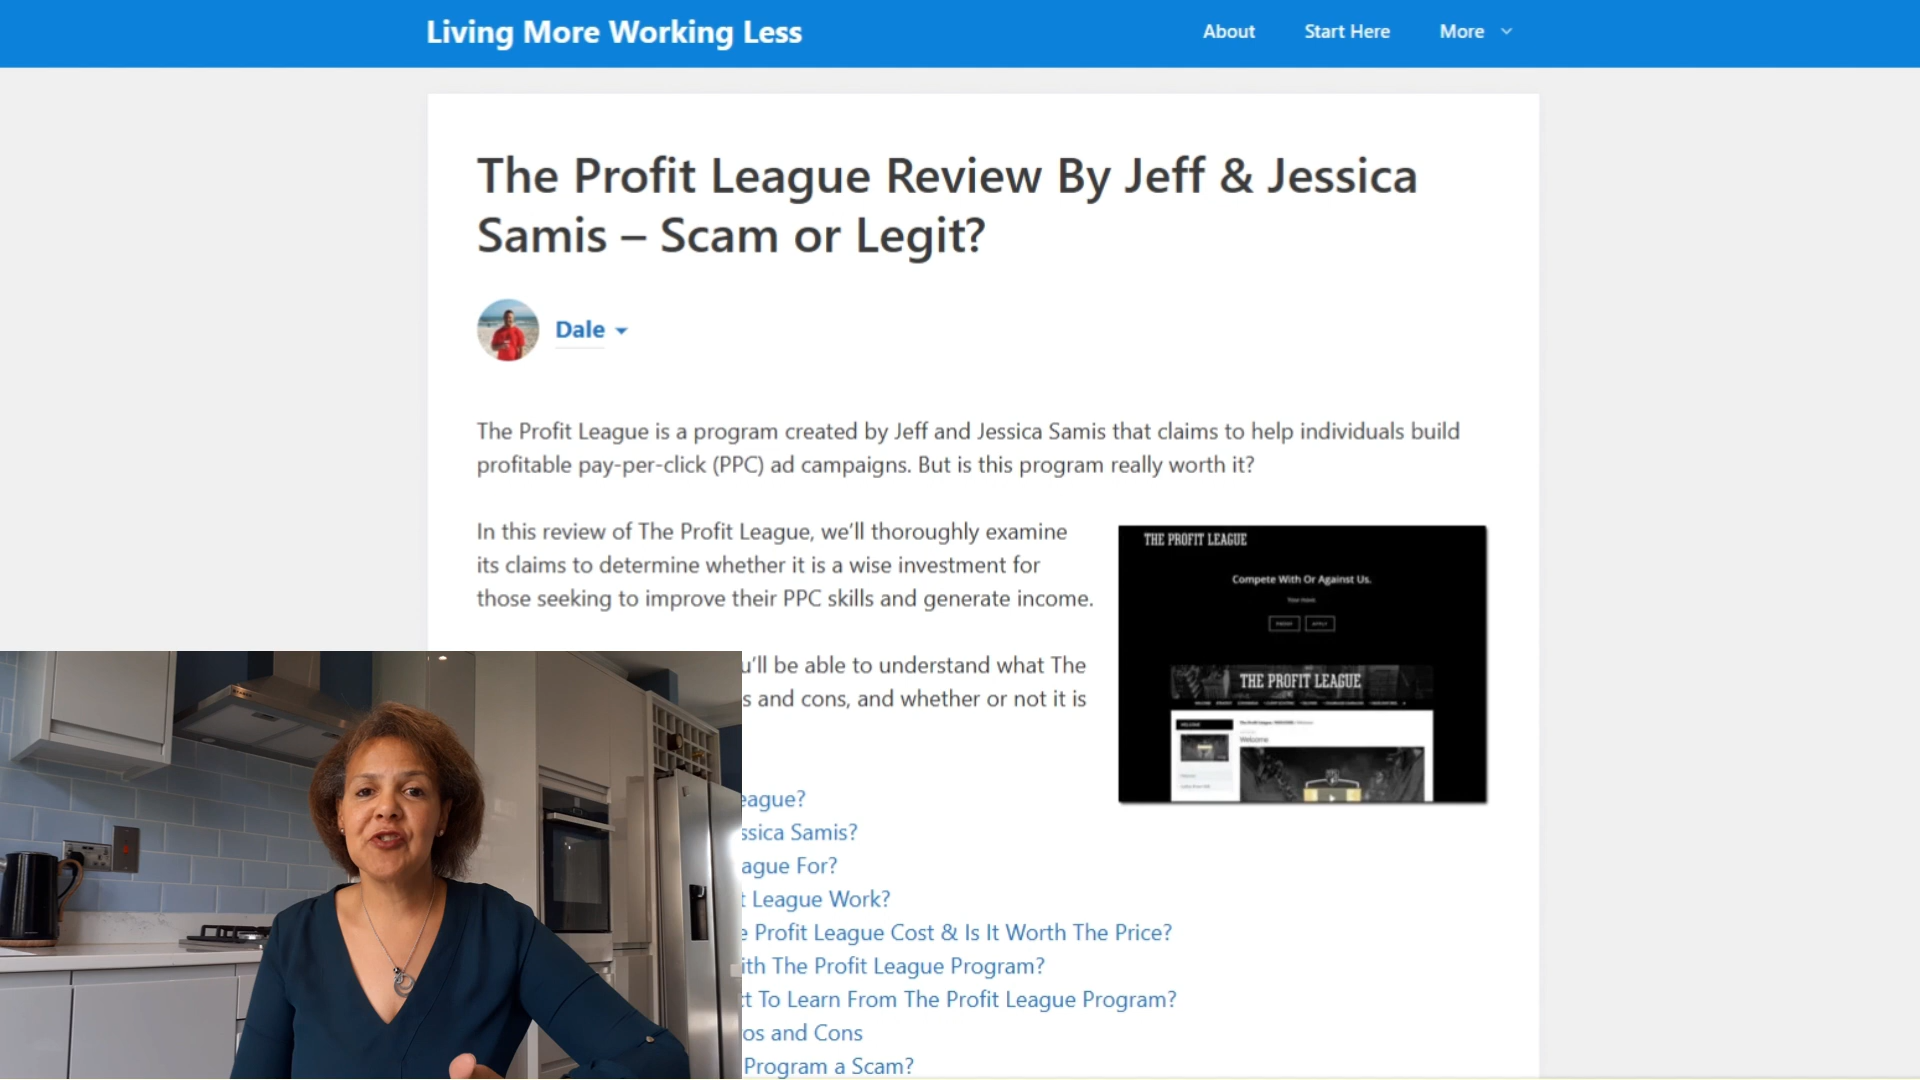 Living More Working Less
About
Start Here
More
The Profit League Review By Jeff & Jessica
Samis – Scam or Legit?
Dale
The Profit League is a program created by Jeff and Jessica Samis that claims to help individuals build
profitable pay-per-click (PPC) ad campaigns. But is this program really worth it?
In this review of The Profit League, we’ll thoroughly examine
its claims to determine whether it is a wise investment for
those seeking to improve their PPC skills and generate income.
THE PROFIT LEAGUE
Compete With Or Against Us.
Your move.
APPLY
THE PROFIT LEAGUE
Welcome
u’ll be able to understand what The
s and cons, and whether or not it is
eague?
ssica Samis?
ague For?
t League Work?
e Profit League Cost & Is It Worth The Price?
ith The Profit League Program?
ct To Learn From The Profit League Program?
os and Cons
Program a Scam?